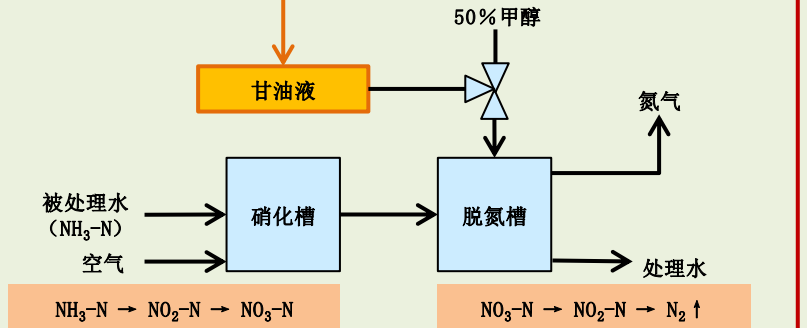 50%甲醇
甘油液
氮气
被处理水
(NH₃-N)
硝化槽
脱氮槽
空气
处理水
NH₃-N → NO₂-N → NO₃-N
NO₃-N → NO₂-N → N₂ ↑